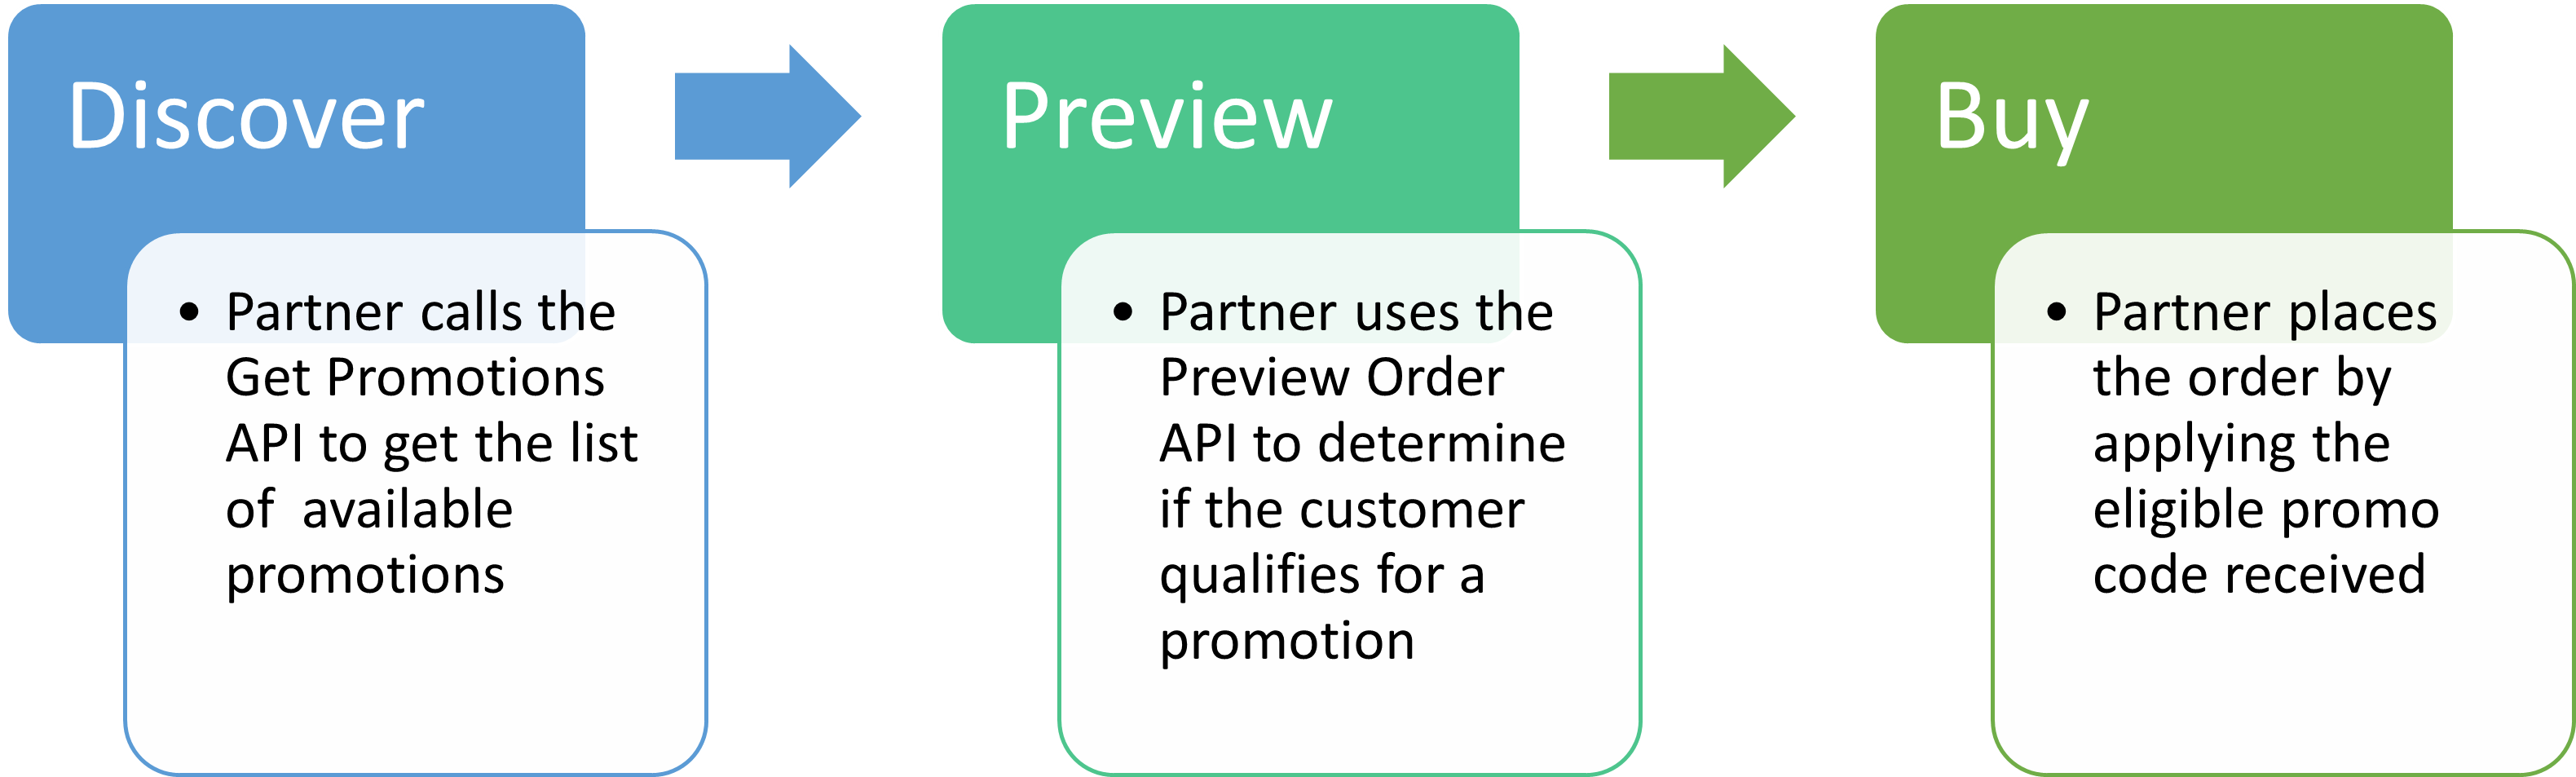 Discover
• Partner calls the
Get Promotions
API to get the list
of  available
promotions
Preview
• Partner uses the
Preview Order
API to determine
if the customer
qualifies for a
promotion
Buy
• Partner places
the order by
applying the
eligible promo
code received